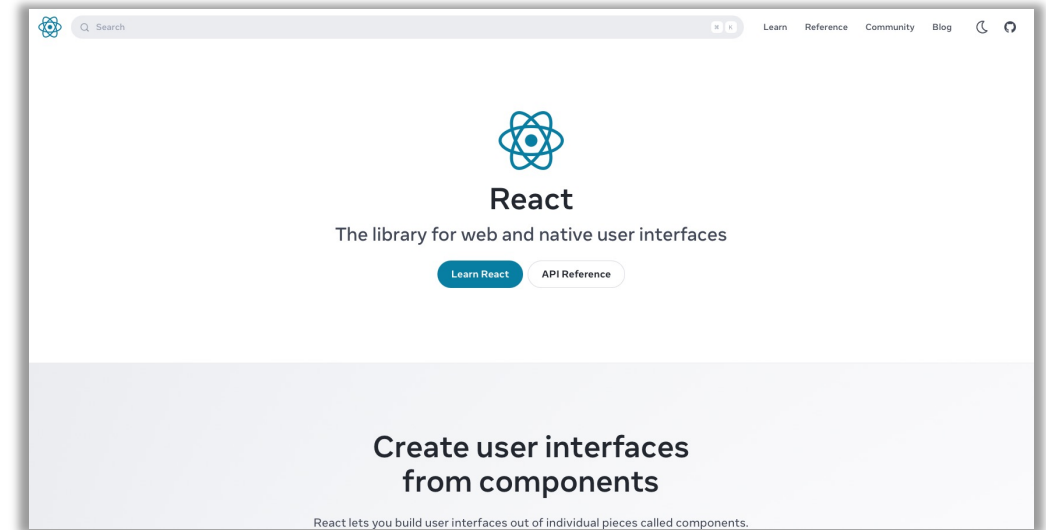 Search
⌘ K
Learn
Reference
Community
Blog
React
The library for web and native user interfaces
Learn React
API Reference
Create user interfaces
from components
React lets you build user interfaces out of individual pieces called components.